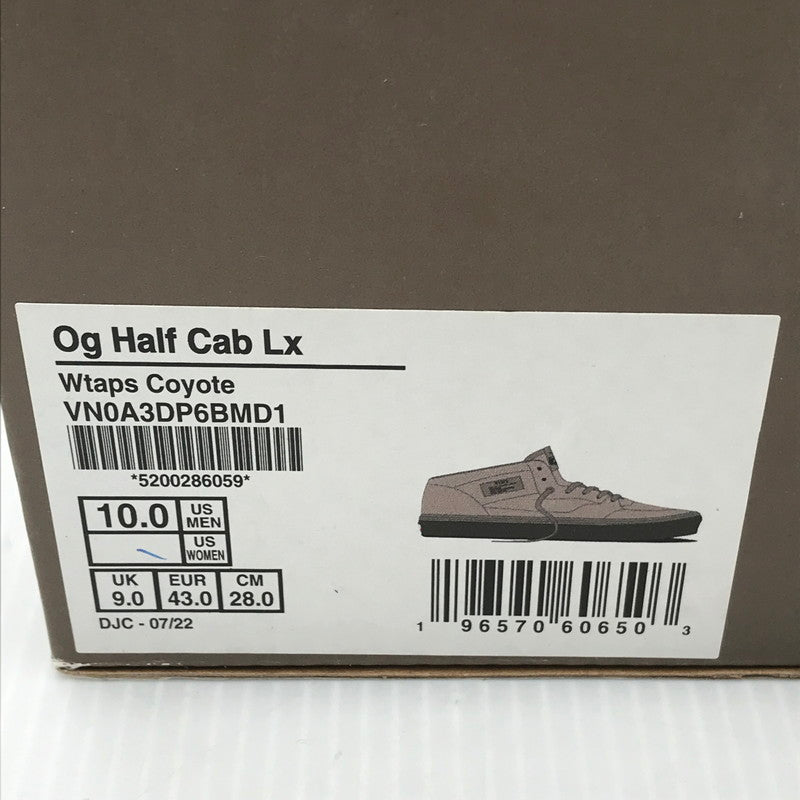 Og Half Cab Lx
Wtaps Coyote
VN0A3DP6BMD1
*5200286059*
10.0 US MEN
US WOMEN
UK EUR CM
9.0 43.0 28.0
DJC - 07/22
1 96570 60650 3